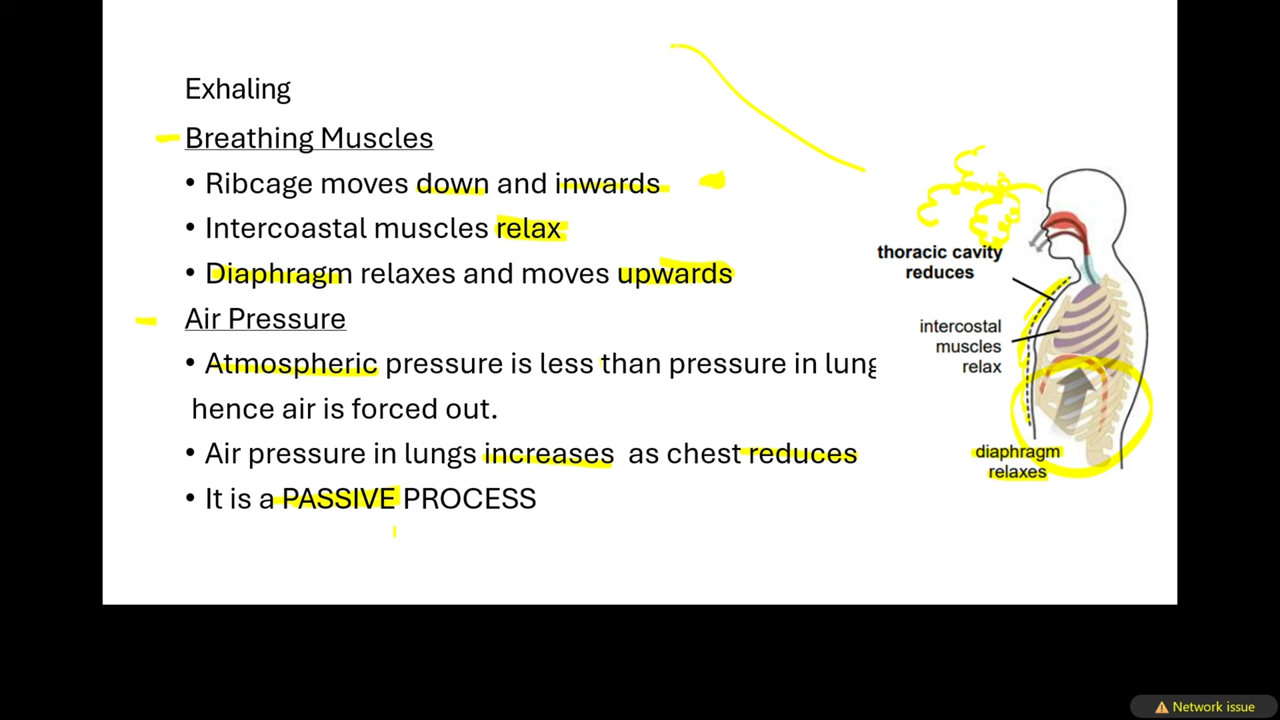 Exhaling
Breathing Muscles
• Ribcage moves down and inwards
• Intercoastal muscles relax
• Diaphragm relaxes and moves upwards
Air Pressure
• Atmospheric pressure is less than pressure in lung
hence air is forced out.
• Air pressure in lungs increases as chest reduces
• It is a PASSIVE PROCESS
thoracic cavity
reduces
intercostal
muscles
relax
diaphragm
relaxes
Network issue